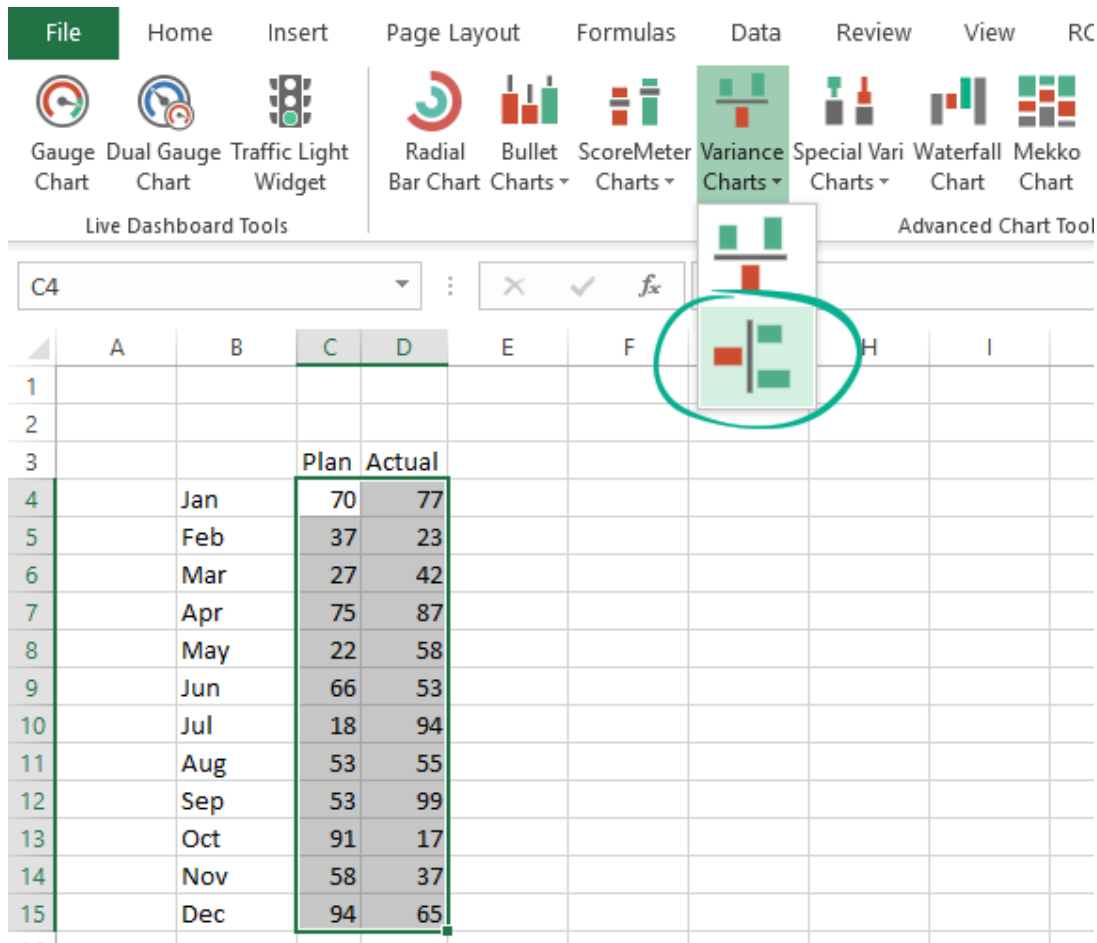 File Home Insert Page Layout Formulas Data Review View RC
Gauge Dual Gauge Traffic Light Radial Bullet ScoreMeter Variance Special Vari Waterfall Mekko
Chart Chart Widget Bar Chart Charts Charts Charts Charts Chart Chart
Live Dashboard Tools Advanced Chart Tool
C4 fx
A B C D E F H I
1
2
3 Plan Actual
4 Jan 70 77
5 Feb 37 23
6 Mar 27 42
7 Apr 75 87
8 May 22 58
9 Jun 66 53
10 Jul 18 94
11 Aug 53 55
12 Sep 53 99
13 Oct 91 17
14 Nov 58 37
15 Dec 94 65